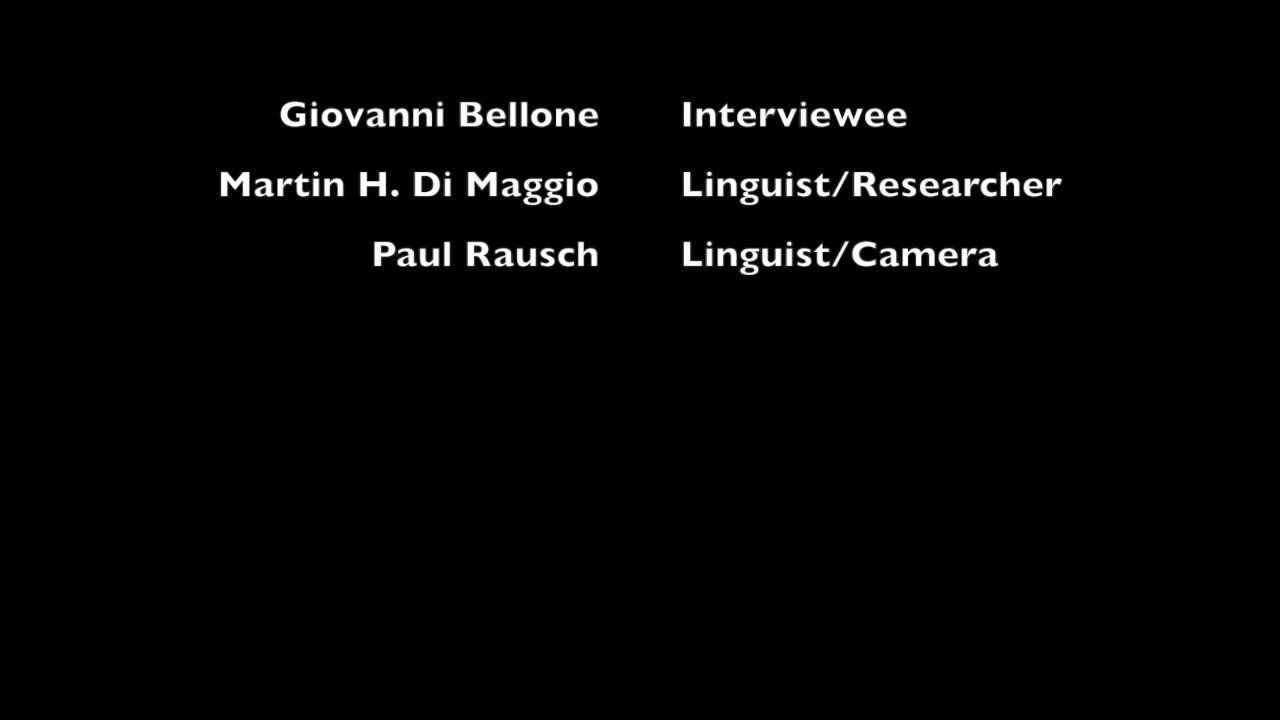 Giovanni Bellone Interviewee
Martin H. Di Maggio Linguist/Researcher
Paul Rausch Linguist/Camera